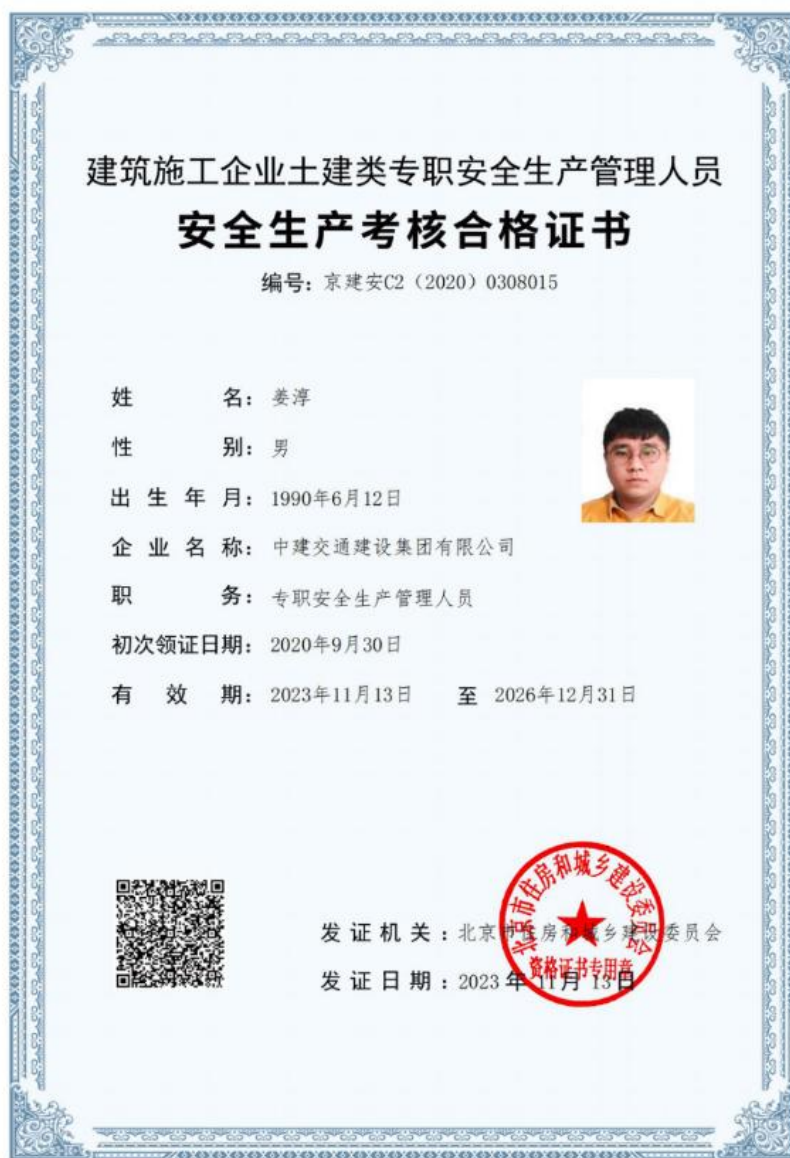 建筑施工企业土建类专职安全生产管理人员
安全生产考核合格证书
编号：京建安C2（2020）0308015
姓名：姜淳
性别：男
出生年月：1990年6月12日
企业名称：中建交通建设集团有限公司
职务：专职安全生产管理人员
初次领证日期：2020年9月30日
有效期：2023年11月13日 至 2026年12月31日
北京市住房和城乡建设委员会
资格证书专用章
发证机关：北京市住房和城乡建设委员会
发证日期：2023年11月13日